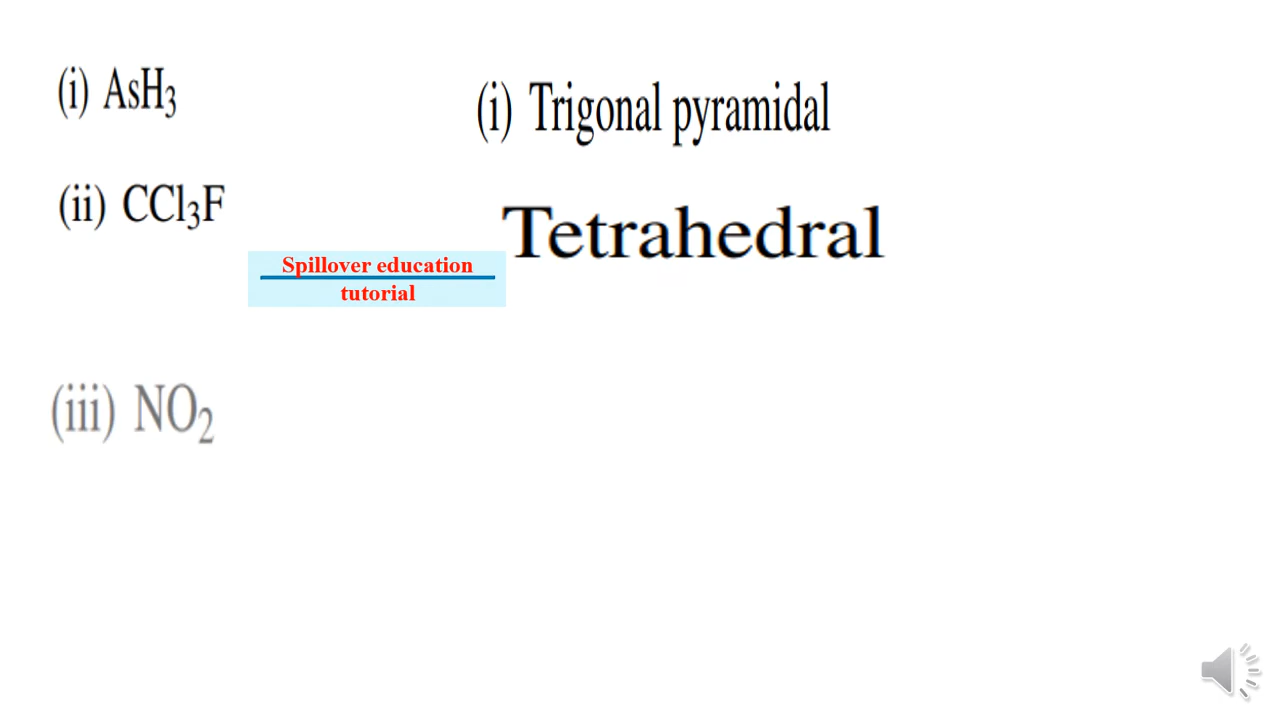 (i) AsH₃
(i) Trigonal pyramidal
(ii) CCl₃F
Tetrahedral
Spillover education
tutorial
(iii) NO₂